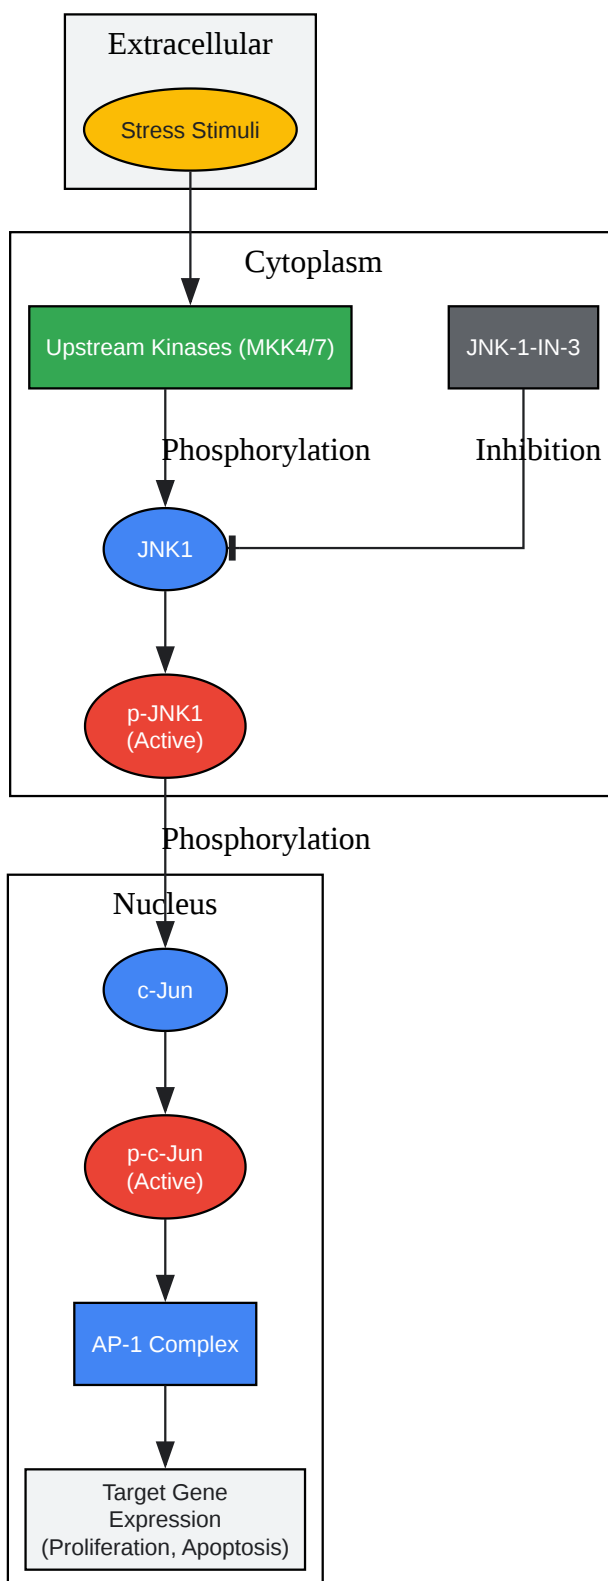 Extracellular
Stress Stimuli
Cytoplasm
Upstream Kinases (MKK4/7)
JNK-1-IN-3
Phosphorylation
Inhibition
JNK1
p-JNK1
(Active)
Phosphorylation
Nucleus
c-Jun
p-c-Jun
(Active)
AP-1 Complex
Target Gene
Expression
(Proliferation, Apoptosis)